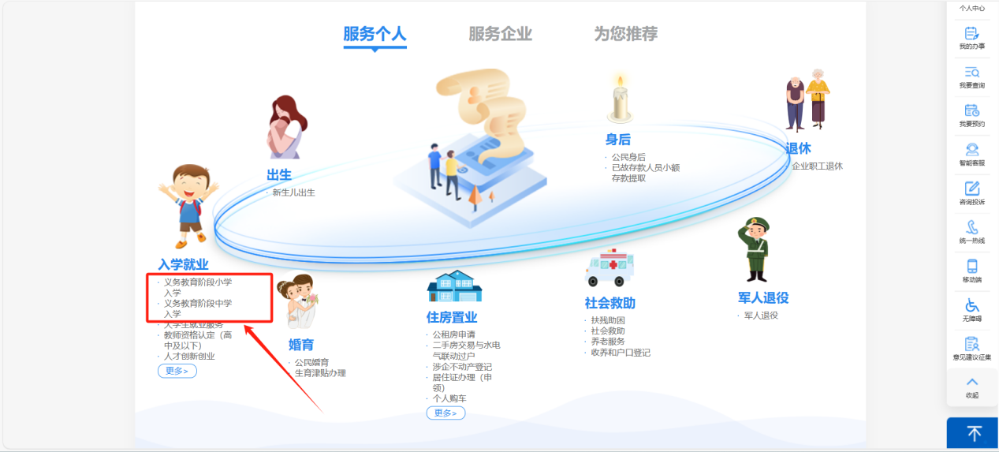 服务个人
服务企业
为您推荐
出生
· 新生儿出生
身后
· 公民身后
· 已故存款人员小额
存款提取
退休
· 企业职工退休
入学就业
· 义务教育阶段小学
入学
· 义务教育阶段中学
入学
· 大学生就业服务
· 教师资格认定（高
中及以下）
· 人才创新创业
更多>
婚育
· 公民婚育
· 生育津贴办理
住房置业
· 公租房申请
· 二手房交易与水电
气联动过户
· 涉企不动产登记
· 居住证办理（申
领）
· 个人购车
更多>
社会救助
· 扶残助困
· 社会救助
· 养老服务
· 收养和户口登记
军人退役
· 军人退役
个人中心
我的办事
我要查询
我要预约
智能客服
咨询投诉
统一热线
移动端
无障碍
意见建议征集
收起